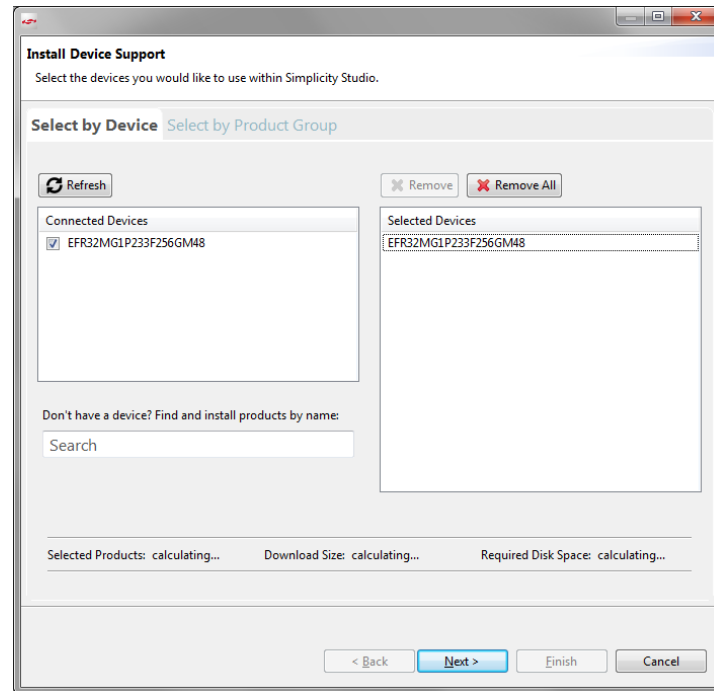 Install Device Support
Select the devices you would like to use within Simplicity Studio.
Select by Device Select by Product Group
Refresh
Remove
Remove All
Connected Devices
EFR32MG1P233F256GM48
Selected Devices
EFR32MG1P233F256GM48
Don't have a device? Find and install products by name:
Search
Selected Products: calculating... Download Size: calculating... Required Disk Space: calculating...
< Back Next > Finish Cancel